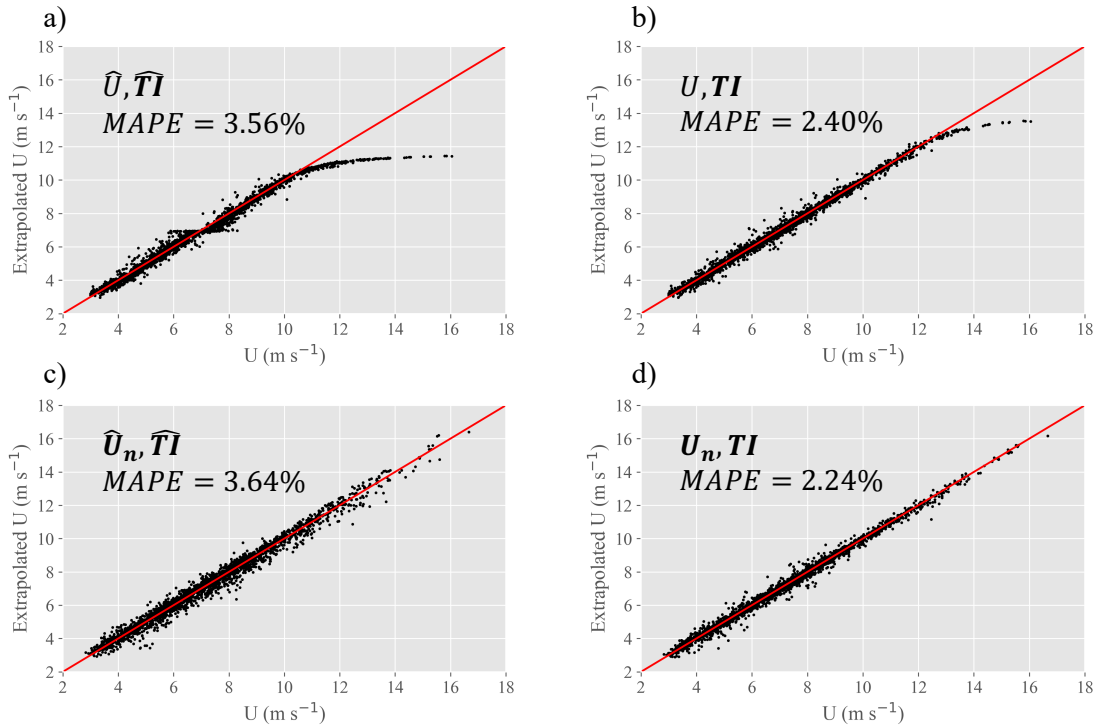 a)
18
16
14
12
10
8
6
4
2
Extrapolated U (m s⁻¹)
Û, T͡I
MAPE = 3.56%
2 4 6 8 10 12 14 16 18
U (m s⁻¹)
b)
18
16
14
12
10
8
6
4
2
Extrapolated U (m s⁻¹)
U, TI
MAPE = 2.40%
2 4 6 8 10 12 14 16 18
U (m s⁻¹)
c)
18
16
14
12
10
8
6
4
2
Extrapolated U (m s⁻¹)
Ûₙ, T͡I
MAPE = 3.64%
2 4 6 8 10 12 14 16 18
U (m s⁻¹)
d)
18
16
14
12
10
8
6
4
2
Extrapolated U (m s⁻¹)
Uₙ, TI
MAPE = 2.24%
2 4 6 8 10 12 14 16 18
U (m s⁻¹)